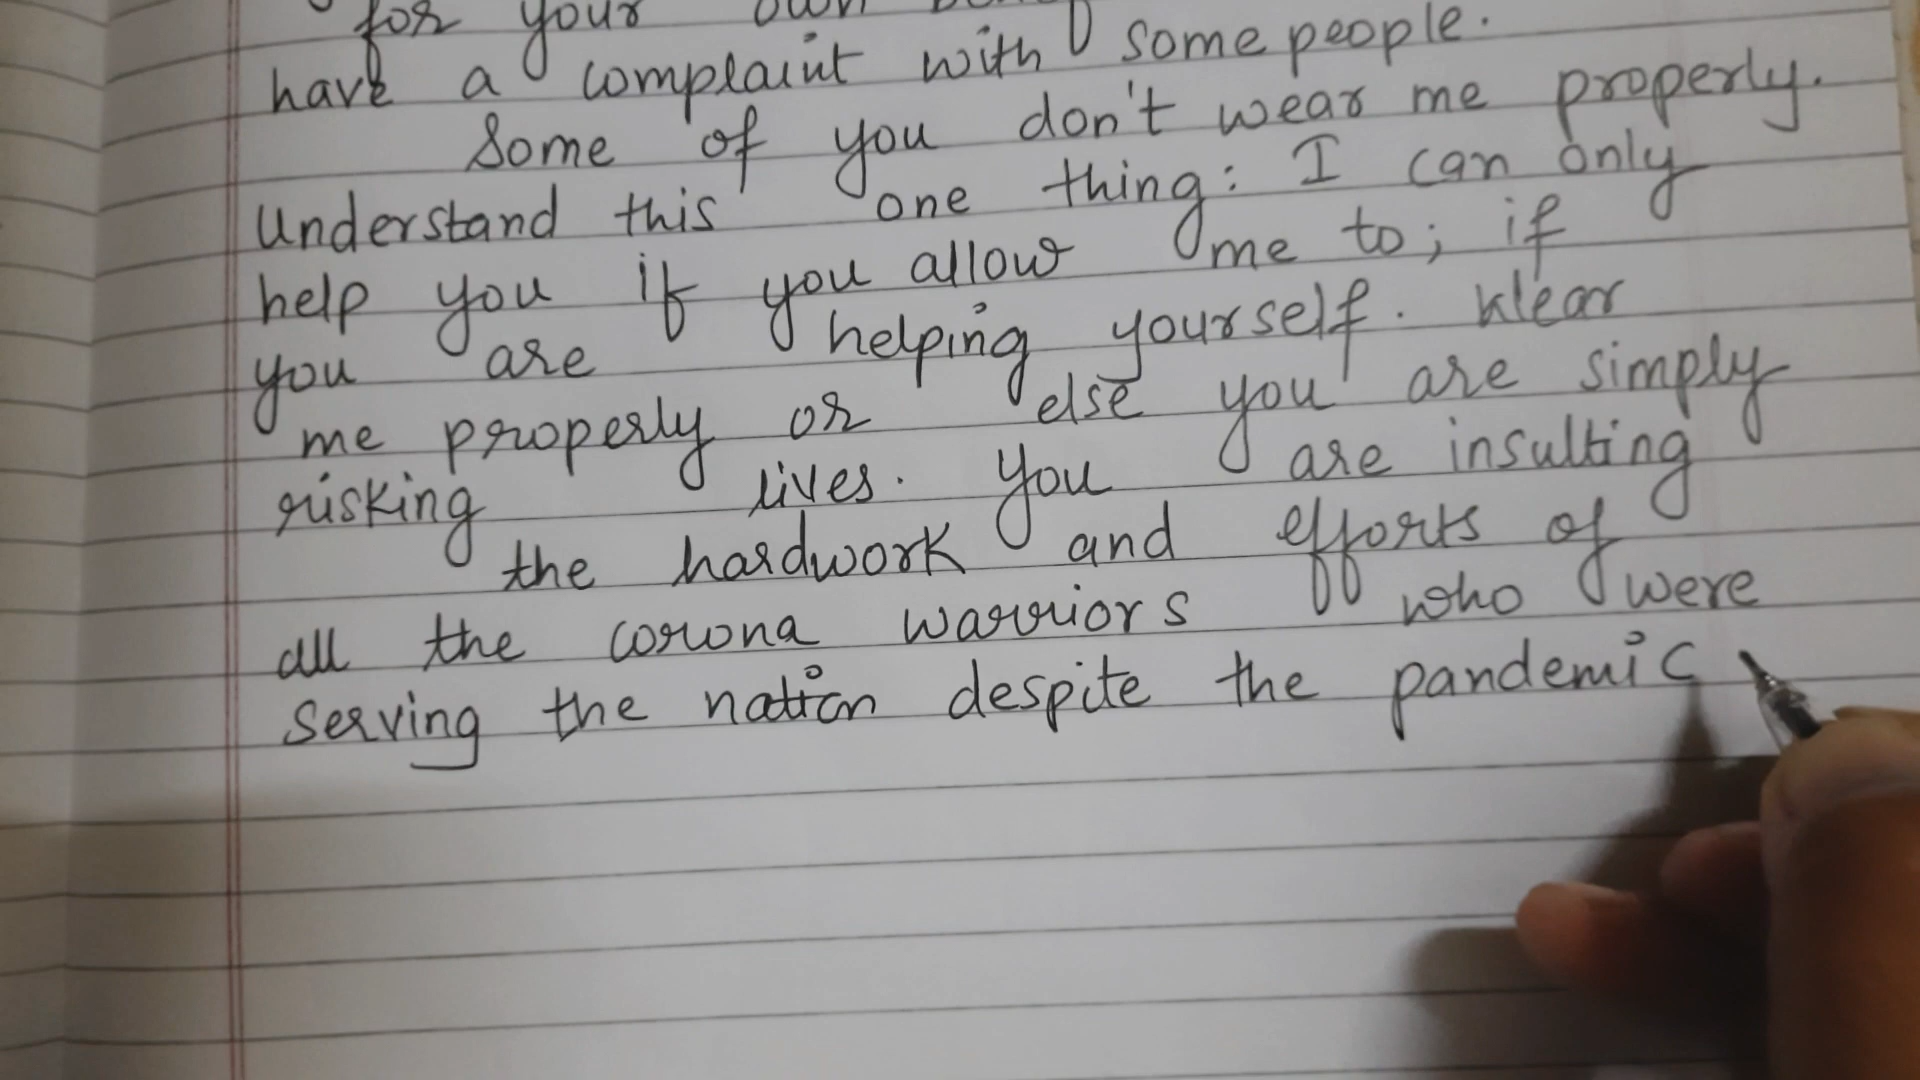 for your own
have a complaint with some people.
Some of you don't wear me properly.
Understand this one thing: I can only
help you if you allow me to; if
you are helping yourself. Wear
me properly or else you are simply
risking lives. You are insulting
the hardwork and efforts of
all the corona warriors who were
serving the nation despite the pandemic